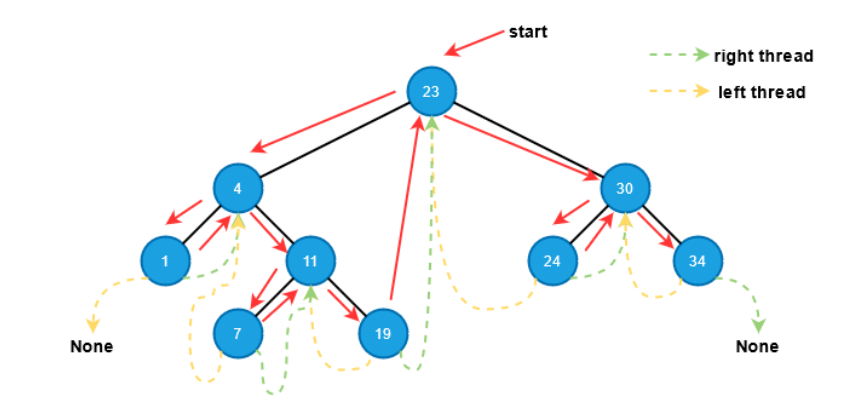 start
right thread
left thread
23
4
30
1
11
24
34
7
19
None
None